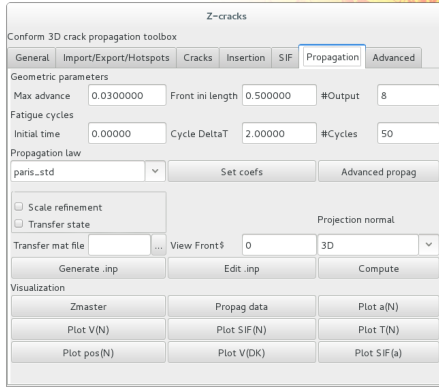 Z-cracks
Conform 3D crack propagation toolbox
General Import/Export/Hotspots Cracks Insertion SIF Propagation Advanced
Geometric parameters
Max advance 0.0300000 Front ini length 0.500000 #Output 8
Fatigue cycles
Initial time 0.00000 Cycle DeltaT 2.00000 #Cycles 50
Propagation law
paris_std Set coefs Advanced propag
Scale refinement
Transfer state Projection normal
Transfer mat file ... View Front$ 0 3D
Generate .inp Edit .inp Compute
Visualization
Zmaster Propag data Plot a(N)
Plot V(N) Plot SIF(N) Plot T(N)
Plot pos(N) Plot V(DK) Plot SIF(a)